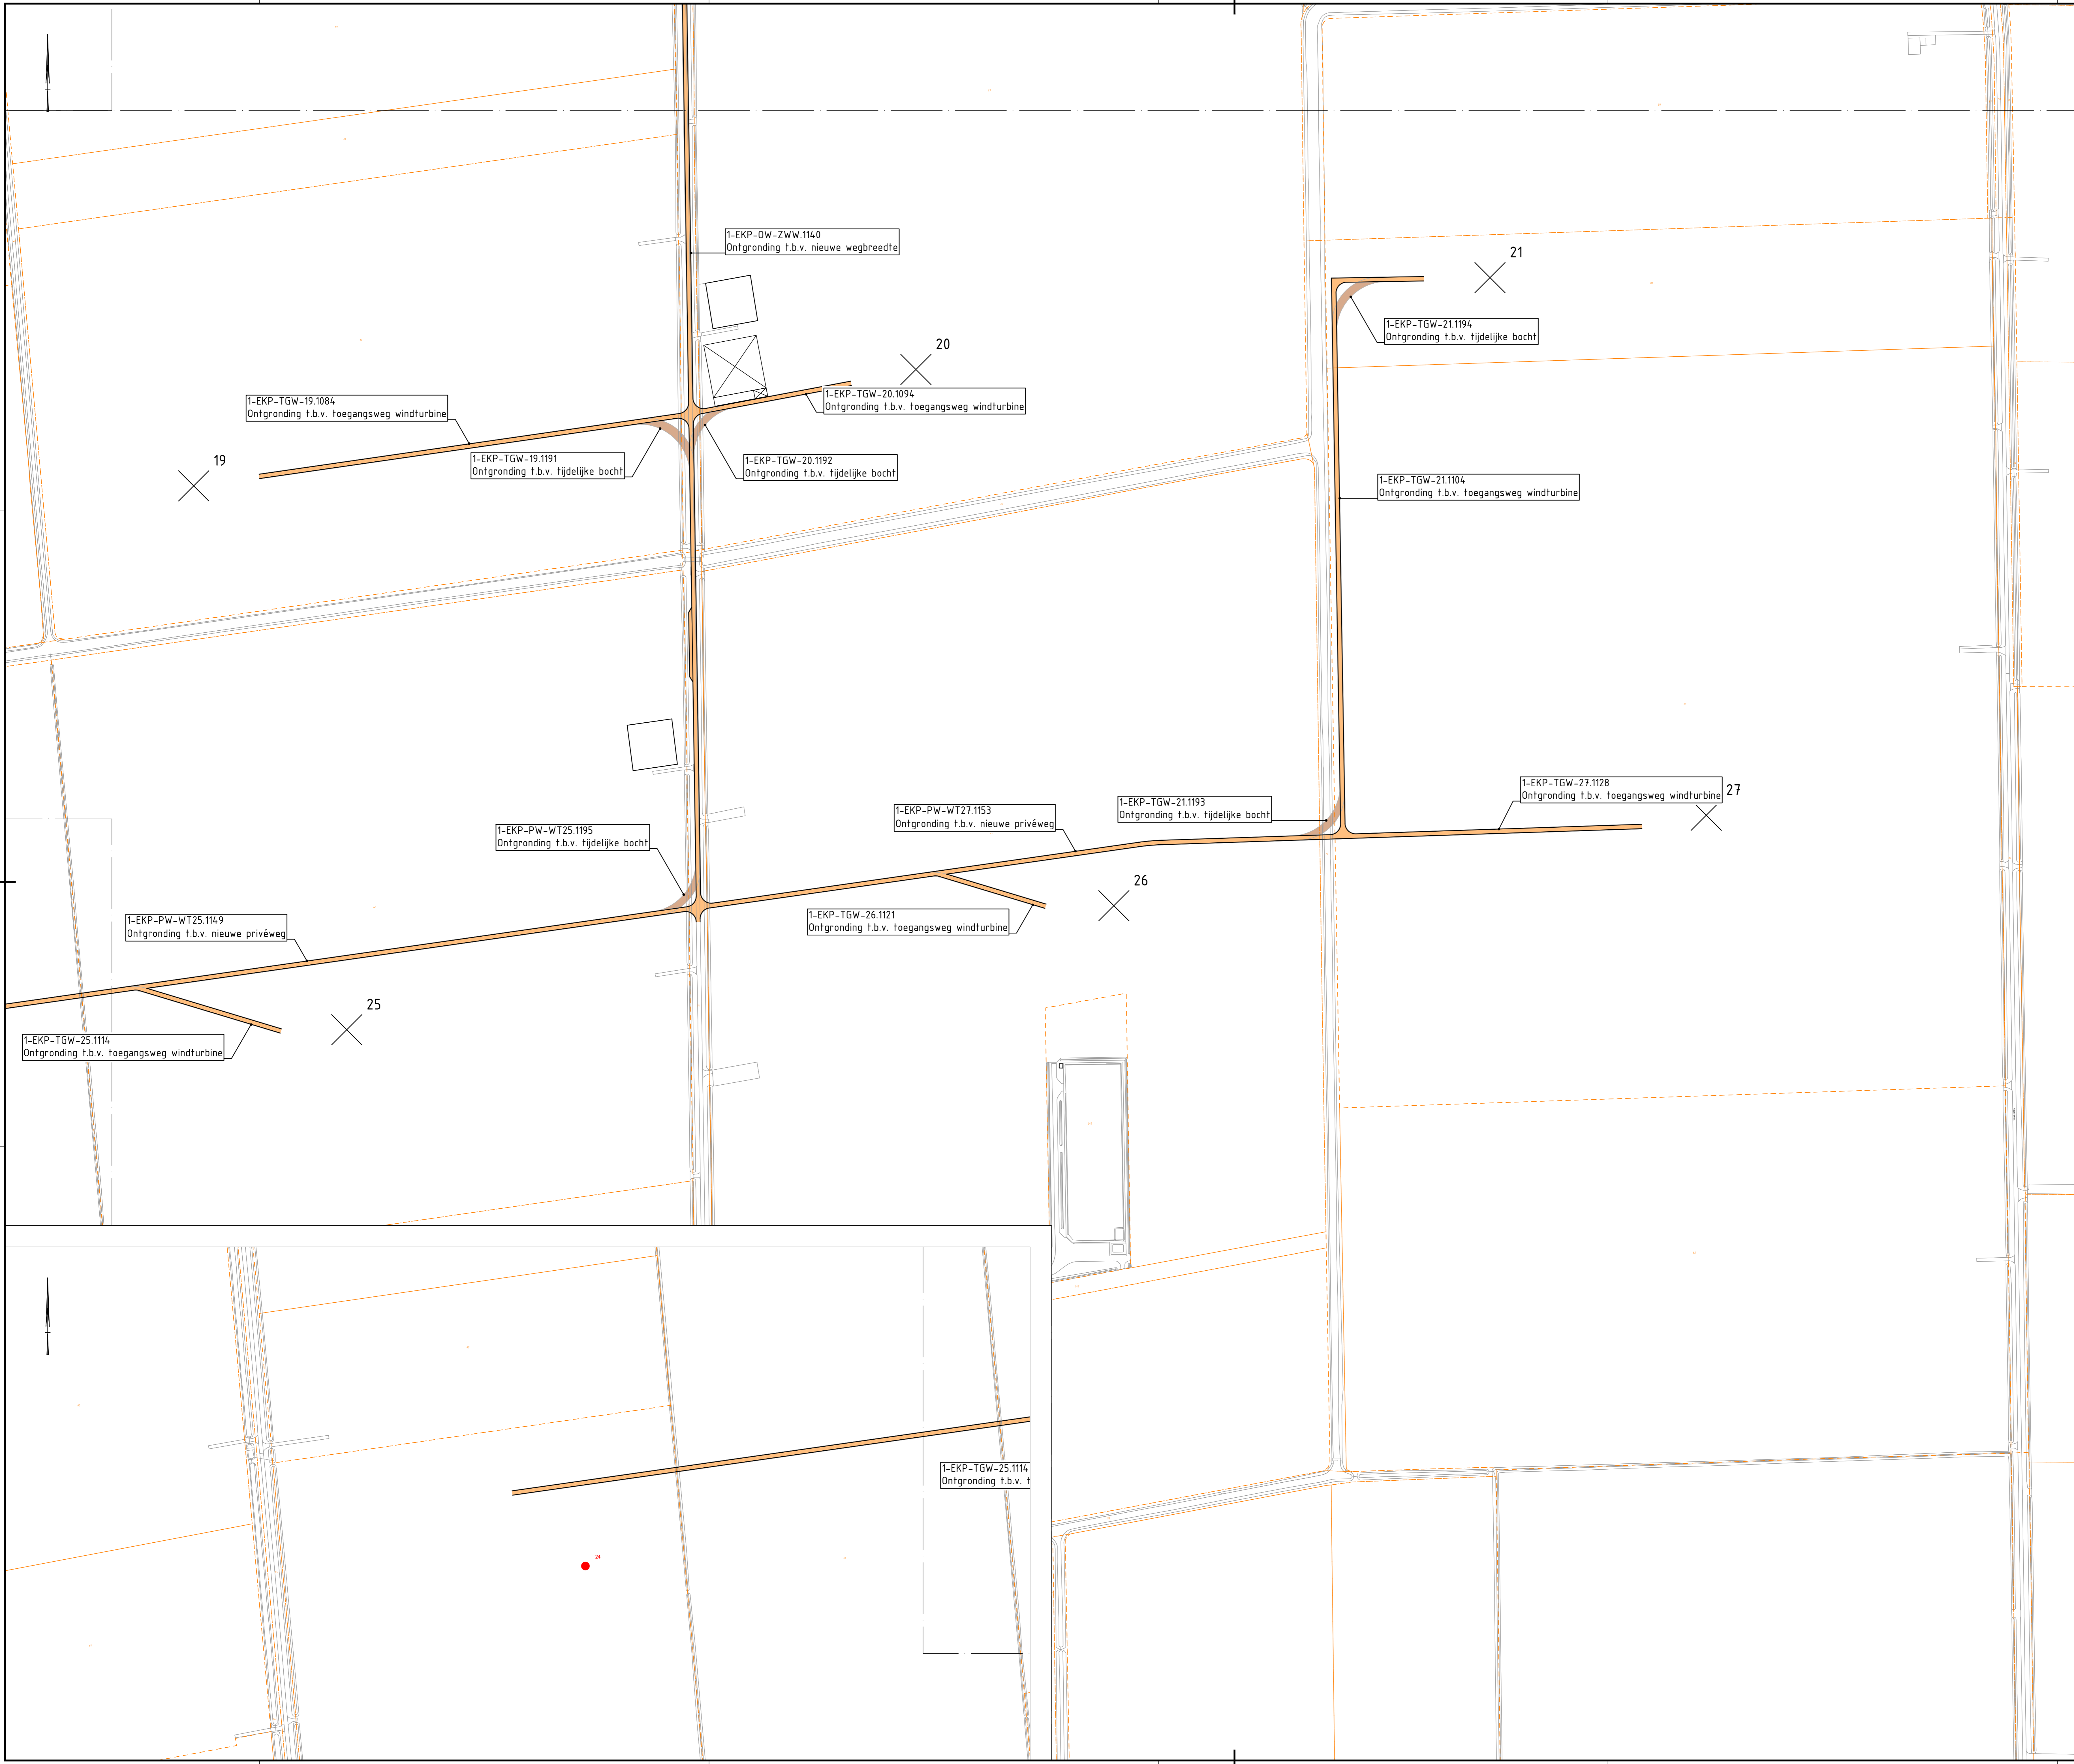 1-EKP-OW-ZWW.1140
Ontgronding t.b.v. nieuwe wegbreedte
21
1-EKP-TGW-21.1194
Ontgronding t.b.v. tijdelijke bocht
20
1-EKP-TGW-19.1084
Ontgronding t.b.v. toegangsweg windturbine
1-EKP-TGW-20.1094
Ontgronding t.b.v. toegangsweg windturbine
19
1-EKP-TGW-19.1191
Ontgronding t.b.v. tijdelijke bocht
1-EKP-TGW-20.1192
Ontgronding t.b.v. tijdelijke bocht
1-EKP-TGW-21.1104
Ontgronding t.b.v. toegangsweg windturbine
1-EKP-TGW-27.1128
Ontgronding t.b.v. toegangsweg windturbine
27
1-EKP-PW-WT27.1153
Ontgronding t.b.v. nieuwe privéweg
1-EKP-TGW-21.1193
Ontgronding t.b.v. tijdelijke bocht
1-EKP-PW-WT25.1195
Ontgronding t.b.v. tijdelijke bocht
26
1-EKP-TGW-26.1121
Ontgronding t.b.v. toegangsweg windturbine
1-EKP-PW-WT25.1149
Ontgronding t.b.v. nieuwe privéweg
25
1-EKP-TGW-25.1114
Ontgronding t.b.v. toegangsweg windturbine
1-EKP-TGW-25.1114
Ontgronding t.b.v. t
24